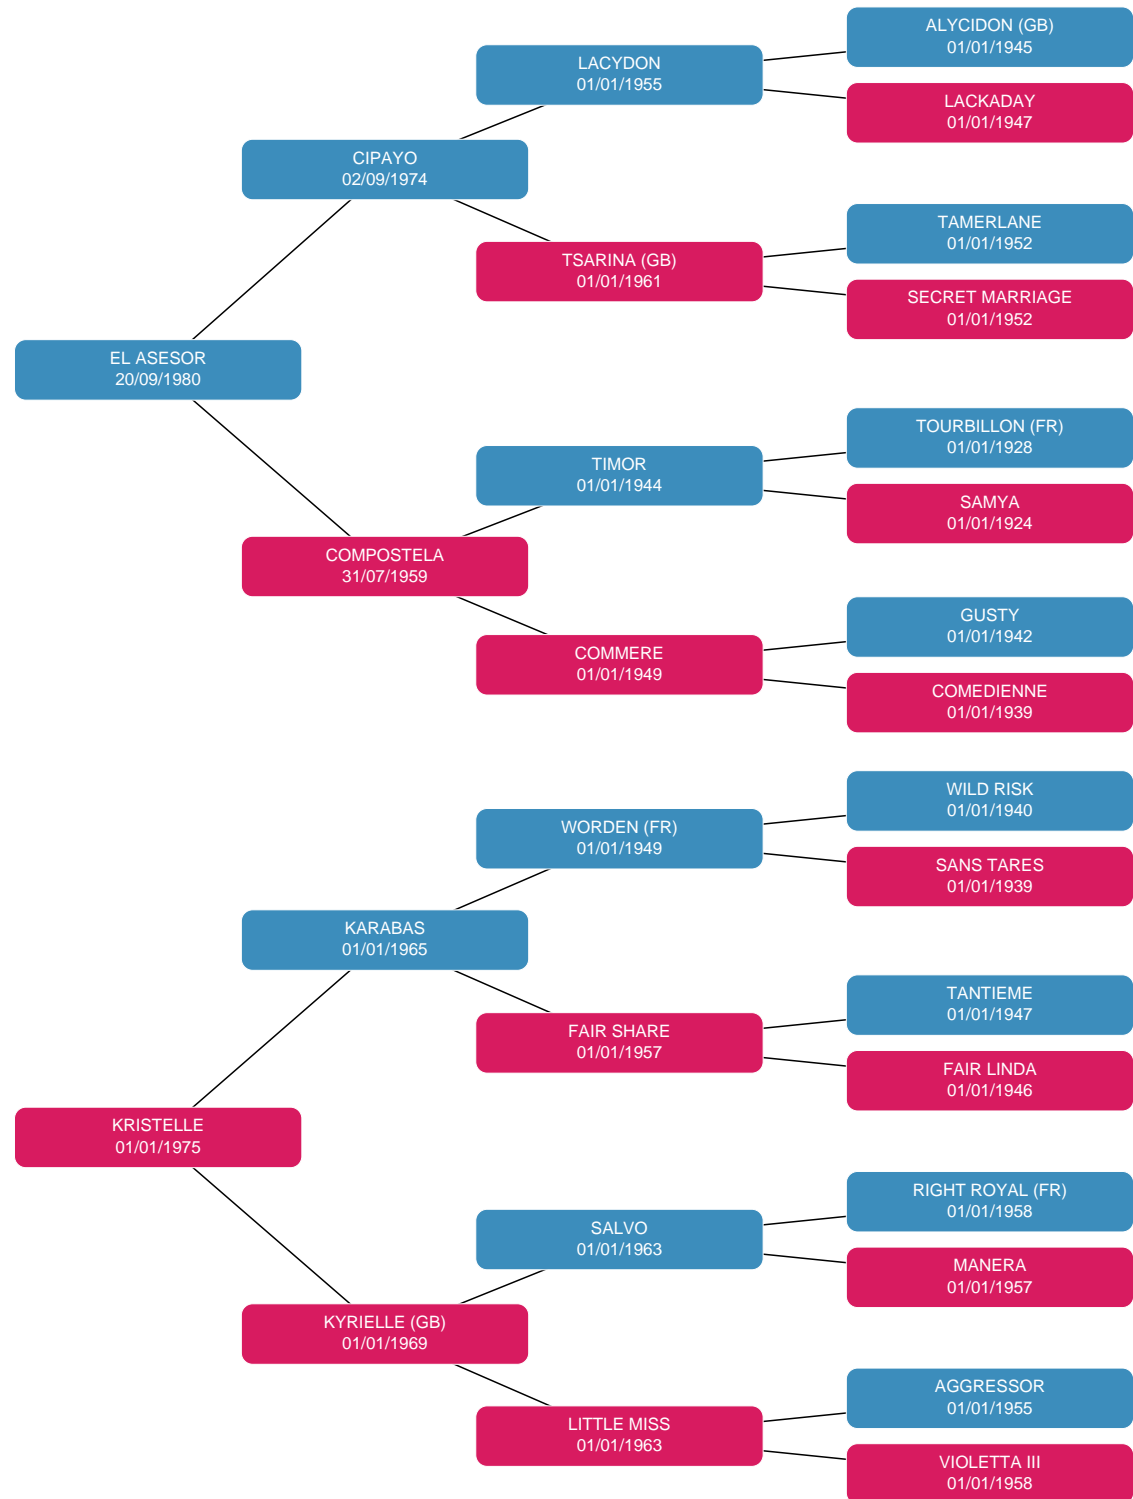 ALYCIDON (GB)
01/01/1945
LACYDON
01/01/1955
LACKADAY
01/01/1947
CIPAYO
02/09/1974
TAMERLANE
01/01/1952
TSARINA (GB)
01/01/1961
SECRET MARRIAGE
01/01/1952
EL ASESOR
20/09/1980
TOURBILLON (FR)
01/01/1928
TIMOR
01/01/1944
SAMYA
01/01/1924
COMPOSTELA
31/07/1959
GUSTY
01/01/1942
COMMERE
01/01/1949
COMEDIENNE
01/01/1939
WILD RISK
01/01/1940
WORDEN (FR)
01/01/1949
SANS TARES
01/01/1939
KARABAS
01/01/1965
TANTIEME
01/01/1947
FAIR SHARE
01/01/1957
FAIR LINDA
01/01/1946
KRISTELLE
01/01/1975
RIGHT ROYAL (FR)
01/01/1958
SALVO
01/01/1963
MANERA
01/01/1957
KYRIELLE (GB)
01/01/1969
AGGRESSOR
01/01/1955
LITTLE MISS
01/01/1963
VIOLETTA III
01/01/1958